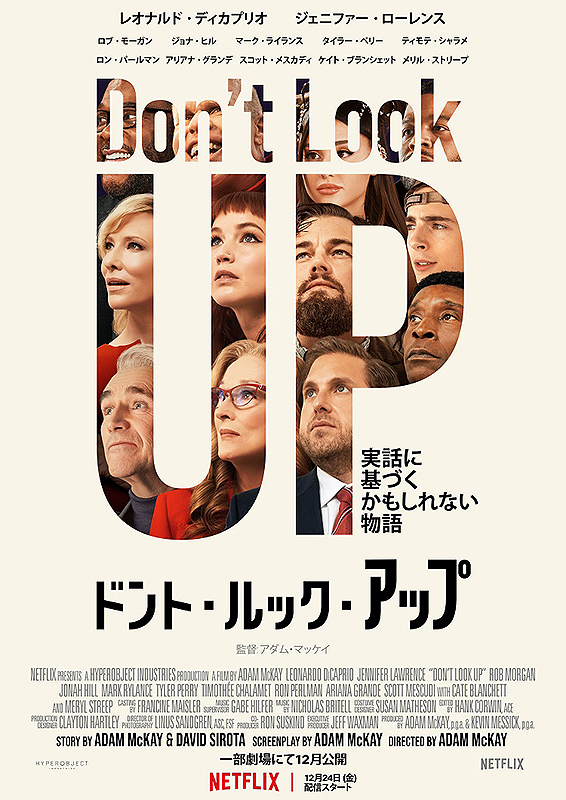 レオナルド・ディカプリオ ジェニファー・ローレンス
ロブ・モーガン ジョナ・ヒル マーク・ライランス タイラー・ペリー ティモテ・シャラメ
ロン・パールマン アリアナ・グランデ スコット・メスカディ ケイト・ブランシェット メリル・ストリープ
Don't Look
UP
実話に
基づく
かもしれない
物語
ドント・ルック・アップ
監督：アダム・マッケイ
NETFLIX PRESENTS A HYPEROBJECT INDUSTRIES PRODUCTION A FILM BY ADAM McKAY LEONARDO DiCAPRIO JENNIFER LAWRENCE "DON'T LOOK UP" ROB MORGAN
JONAH HILL MARK RYLANCE TYLER PERRY TIMOTHÉE CHALAMET RON PERLMAN ARIANA GRANDE SCOTT MESCUDI WITH CATE BLANCHETT
AND MERYL STREEP CASTING BY FRANCINE MAISLER MUSIC SUPERVISOR GABE HILFER MUSIC BY NICHOLAS BRITELL COSTUME DESIGNER SUSAN MATHESON EDITED BY HANK CORWIN, ACE
PRODUCTION DESIGNER CLAYTON HARTLEY DIRECTOR OF PHOTOGRAPHY LINUS SANDGREN, ASC, FSF CO-PRODUCER RON SUSKIND EXECUTIVE PRODUCER JEFF WAXMAN PRODUCED BY ADAM McKAY, p.g.a. & KEVIN MESSICK, p.g.a.
STORY BY ADAM McKAY & DAVID SIROTA SCREENPLAY BY ADAM McKAY DIRECTED BY ADAM McKAY
一部劇場にて12月公開
HYPEROBJECT
INDUSTRIES
NETFLIX
12月24日(金)
配信スタート
NETFLIX